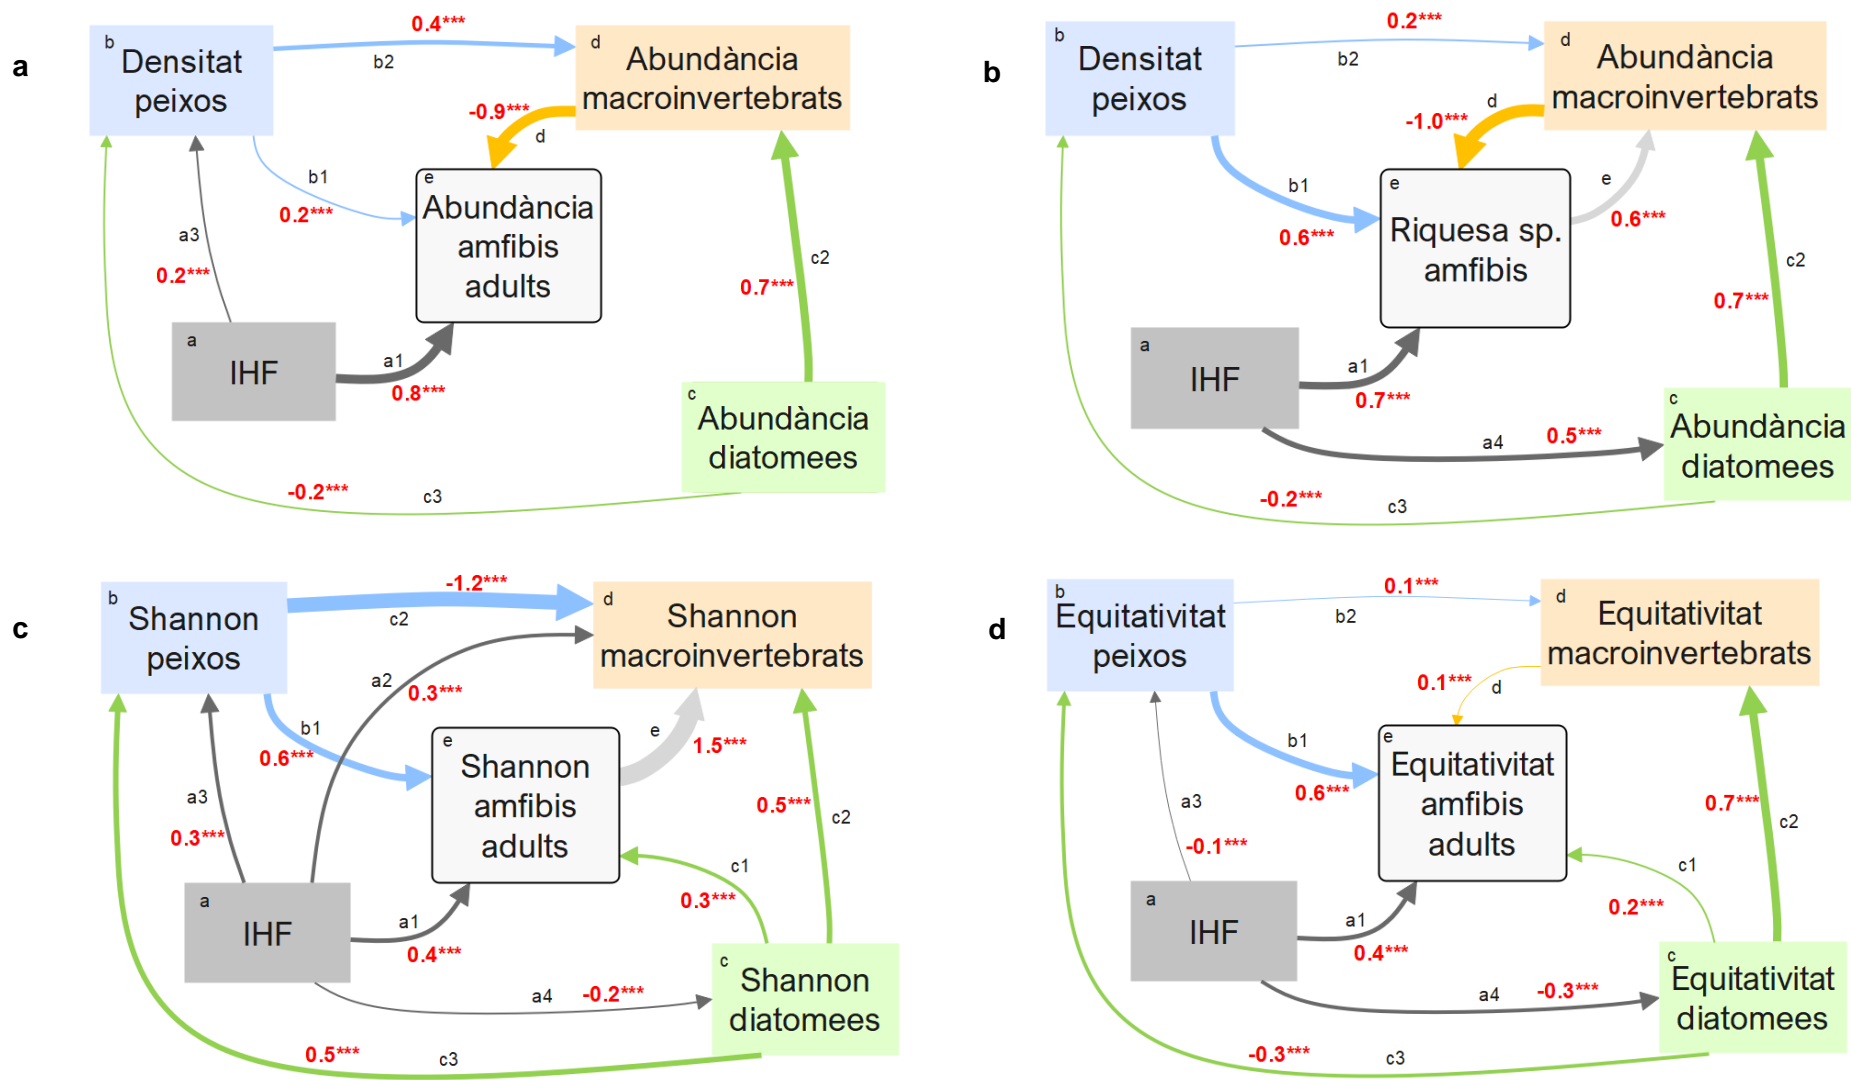 a
b
Densitat
peixos
0.4***
b2
d
Abundància
macroinvertebrats
-0.9***
d
b1
0.2***
e
Abundància
amfibis
adults
a3
0.2***
c2
0.7***
a
IHF
a1
0.8***
c
Abundància
diatomees
-0.2***
c3
b
b
Densitat
peixos
0.2***
b2
d
Abundància
macroinvertebrats
-1.0***
d
b1
0.6***
e
Riquesa sp.
amfibis
e
0.6***
c2
0.7***
a
IHF
a1
0.7***
a4
0.5***
c
Abundància
diatomees
-0.2***
c3
c
b
Shannon
peixos
-1.2***
c2
d
Shannon
macroinvertebrats
a2
0.3***
b1
0.6***
e
Shannon
amfibis
adults
e
1.5***
a3
0.3***
0.5***
c2
c1
0.3***
a
IHF
a1
0.4***
a4
-0.2***
c
Shannon
diatomees
0.5***
c3
d
b
Equitativitat
peixos
0.1***
b2
d
Equitativitat
macroinvertebrats
0.1***
d
b1
0.6***
e
Equitativitat
amfibis
adults
a3
-0.1***
0.7***
c2
c1
0.2***
a
IHF
a1
0.4***
a4
-0.3***
c
Equitativitat
diatomees
-0.3***
c3